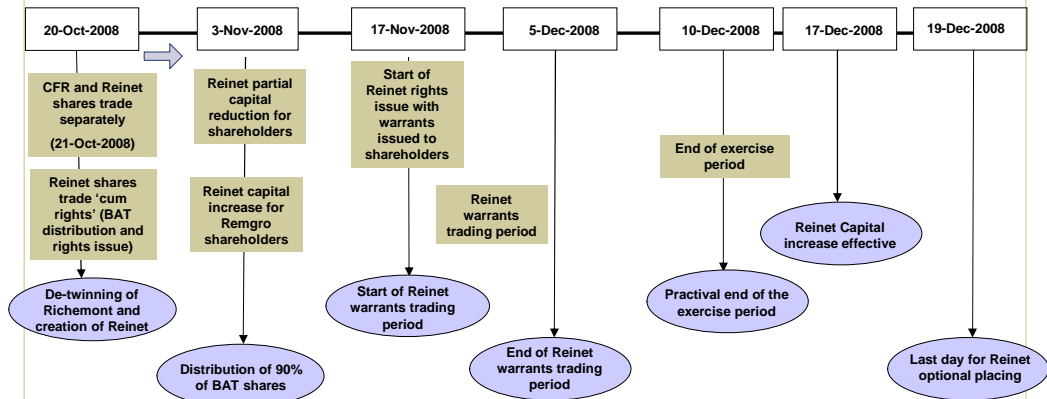 20-Oct-2008
3-Nov-2008
17-Nov-2008
5-Dec-2008
10-Dec-2008
17-Dec-2008
19-Dec-2008
CFR and Reinet
shares trade
separately
(21-Oct-2008)
Reinet shares
trade ‘cum
rights’ (BAT
distribution and
rights issue)
De-twinning of
Richemont and
creation of Reinet
Reinet partial
capital
reduction for
shareholders
Reinet capital
increase for
Remgro
shareholders
Distribution of 90%
of BAT shares
Start of
Reinet rights
issue with
warrants
issued to
shareholders
Start of Reinet
warrants trading
period
Reinet
warrants
trading period
End of Reinet
warrants trading
period
End of exercise
period
Practival end of the
exercise period
Reinet Capital
increase effective
Last day for Reinet
optional placing